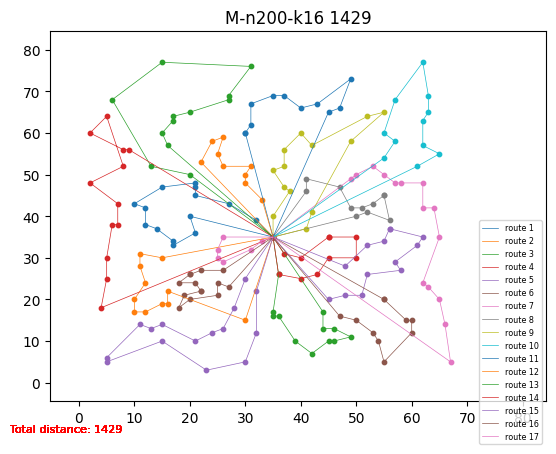 M-n200-k16 1429
80
70
60
50
40
30
20
10
0
0 10 20 30 40 50 60 70 80
route 1
route 2
route 3
route 4
route 5
route 6
route 7
route 8
route 9
route 10
route 11
route 12
route 13
route 14
route 15
route 16
route 17
Total distance: 1429